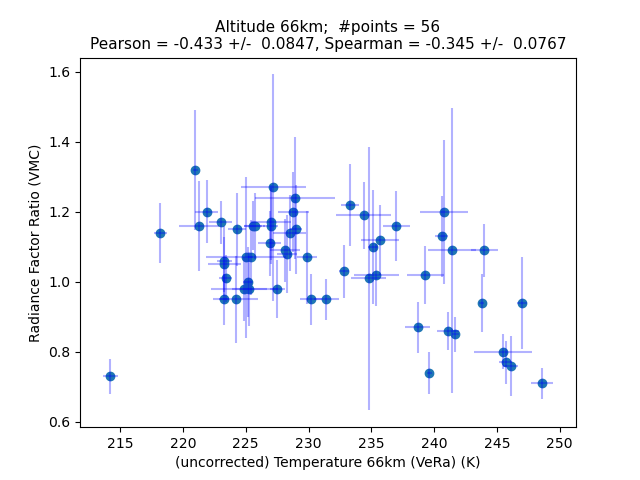 Altitude 66km;  #points = 56
Pearson = -0.433 +/-  0.0847, Spearman = -0.345 +/-  0.0767
1.6
1.4
1.2
1.0
0.8
0.6
Radiance Factor Ratio (VMC)
215 220 225 230 235 240 245 250
(uncorrected) Temperature 66km (VeRa) (K)